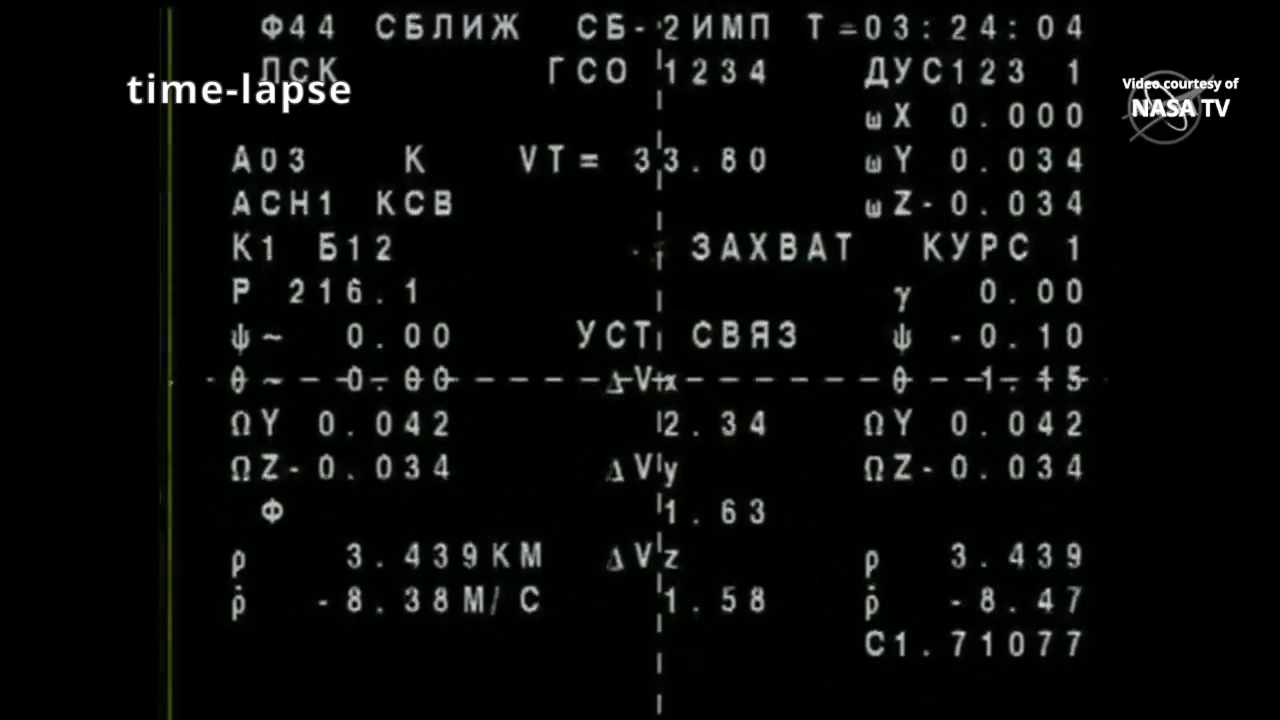 Ф44 СБЛИЖ СБ-2ИМП Т=03:24:04
ПСК ГСО 1234 ДУС123 1
time-lapse
Video courtesy of
NASA TV
ωX 0.000
А03 К VT= 33.80 ωY 0.034
АСН1 КСВ ωZ-0.034
К1 Б12 ЗАХВАТ КУРС 1
Р 216.1 γ 0.00
ψ~ 0.00 УСТ СВЯЗ ψ -0.10
θ ~ 0.00 ΔVx θ -1.15
ΩY 0.042 2.34 ΩY 0.042
ΩZ-0.034 ΔVy ΩZ-0.034
Ф 1.63
ρ 3.439КМ ΔVz ρ 3.439
ρ̇ -8.38М/С 1.58 ρ̇ -8.47
С1.71077